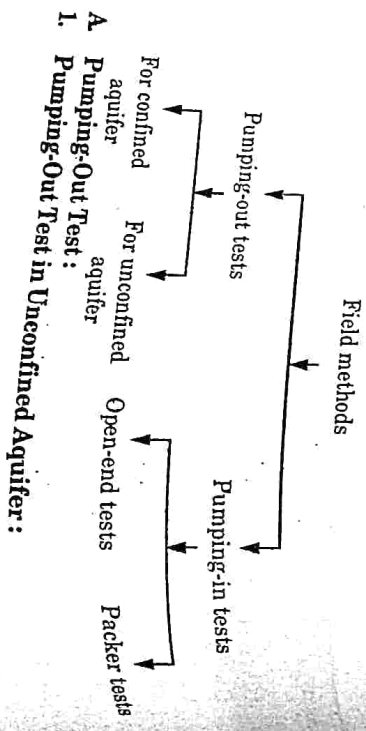 Field methods
Pumping-out tests
Pumping-in tests
For confined
aquifer
For unconfined
aquifer
Open-end tests
Packer tests
A. Pumping-Out Test :
1. Pumping-Out Test in Unconfined Aquifer :